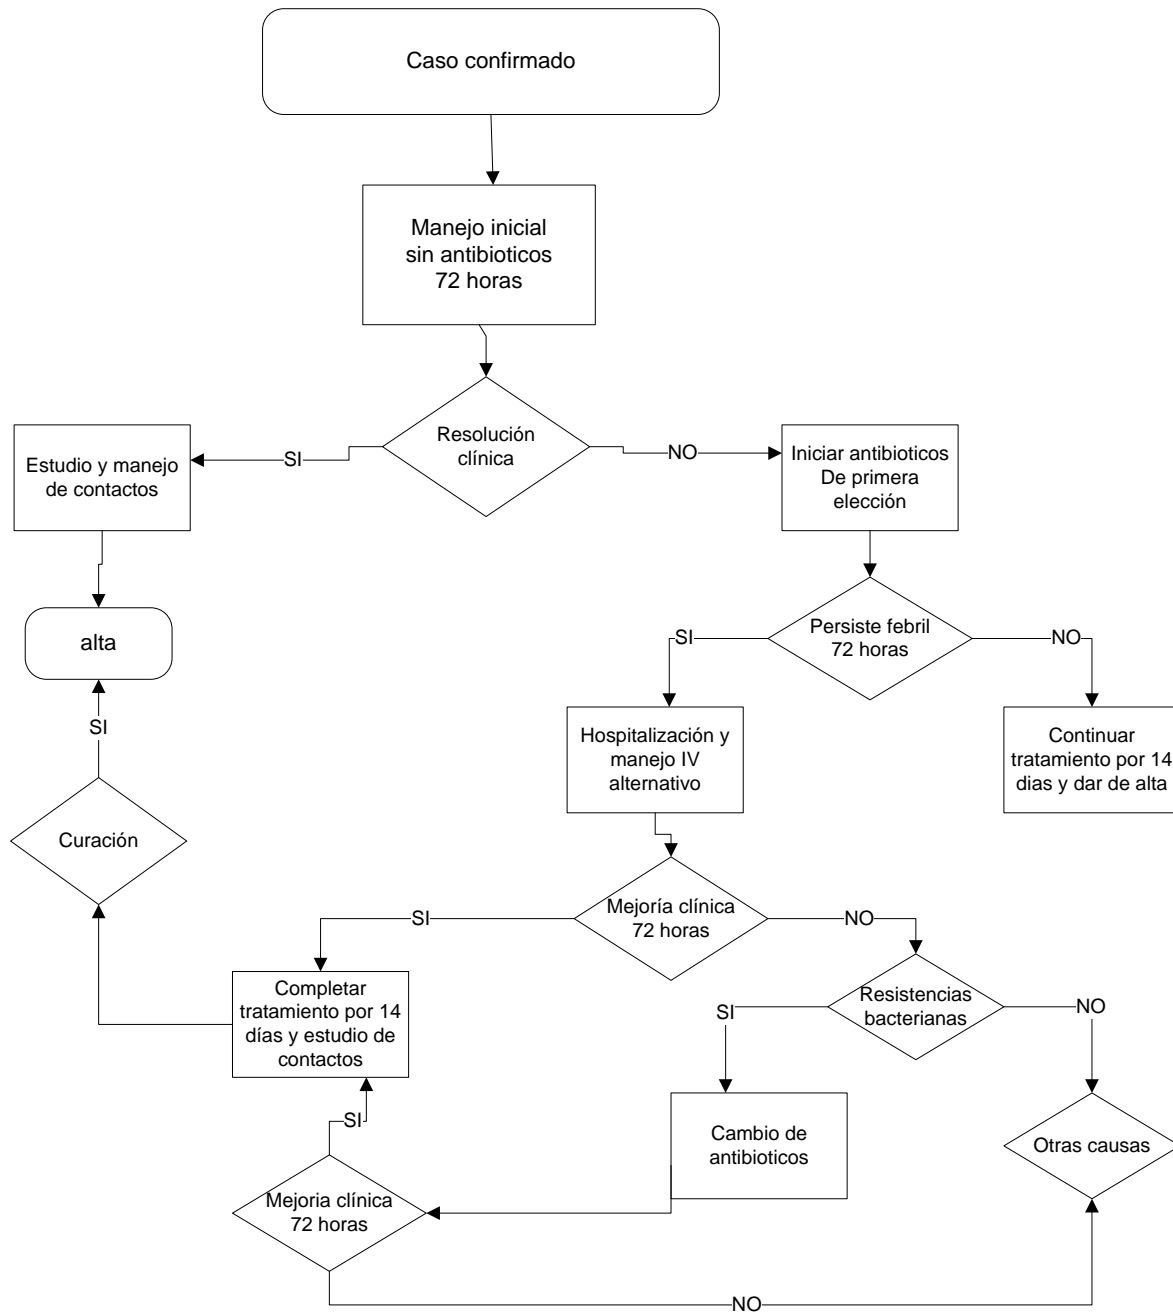 Caso confirmado
Manejo inicial
sin antibioticos
72 horas
Resolución
clínica
SI
NO
Estudio y manejo
de contactos
Iniciar antibioticos
De primera
elección
alta
Persiste febril
72 horas
SI
NO
SI
Hospitalización y
manejo IV
alternativo
Continuar
tratamiento por 14
dias y dar de alta
Curación
Mejoría clínica
72 horas
SI
NO
Completar
tratamiento por 14
días y estudio de
contactos
Resistencias
bacterianas
SI
NO
SI
Cambio de
antibioticos
Otras causas
Mejoria clínica
72 horas
NO